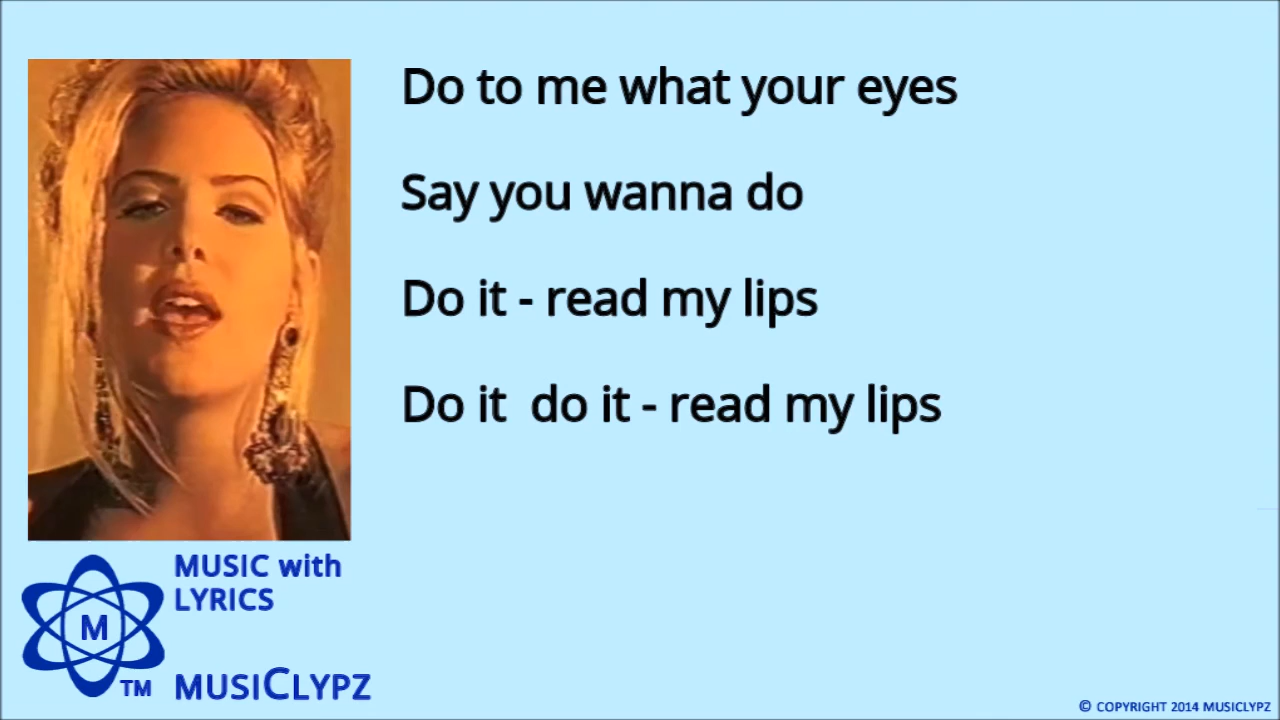 Do to me what your eyes
Say you wanna do
Do it - read my lips
Do it  do it - read my lips
MUSIC with
LYRICS
M
TM
MUSICLYPZ
© COPYRIGHT 2014 MUSICLYPZ